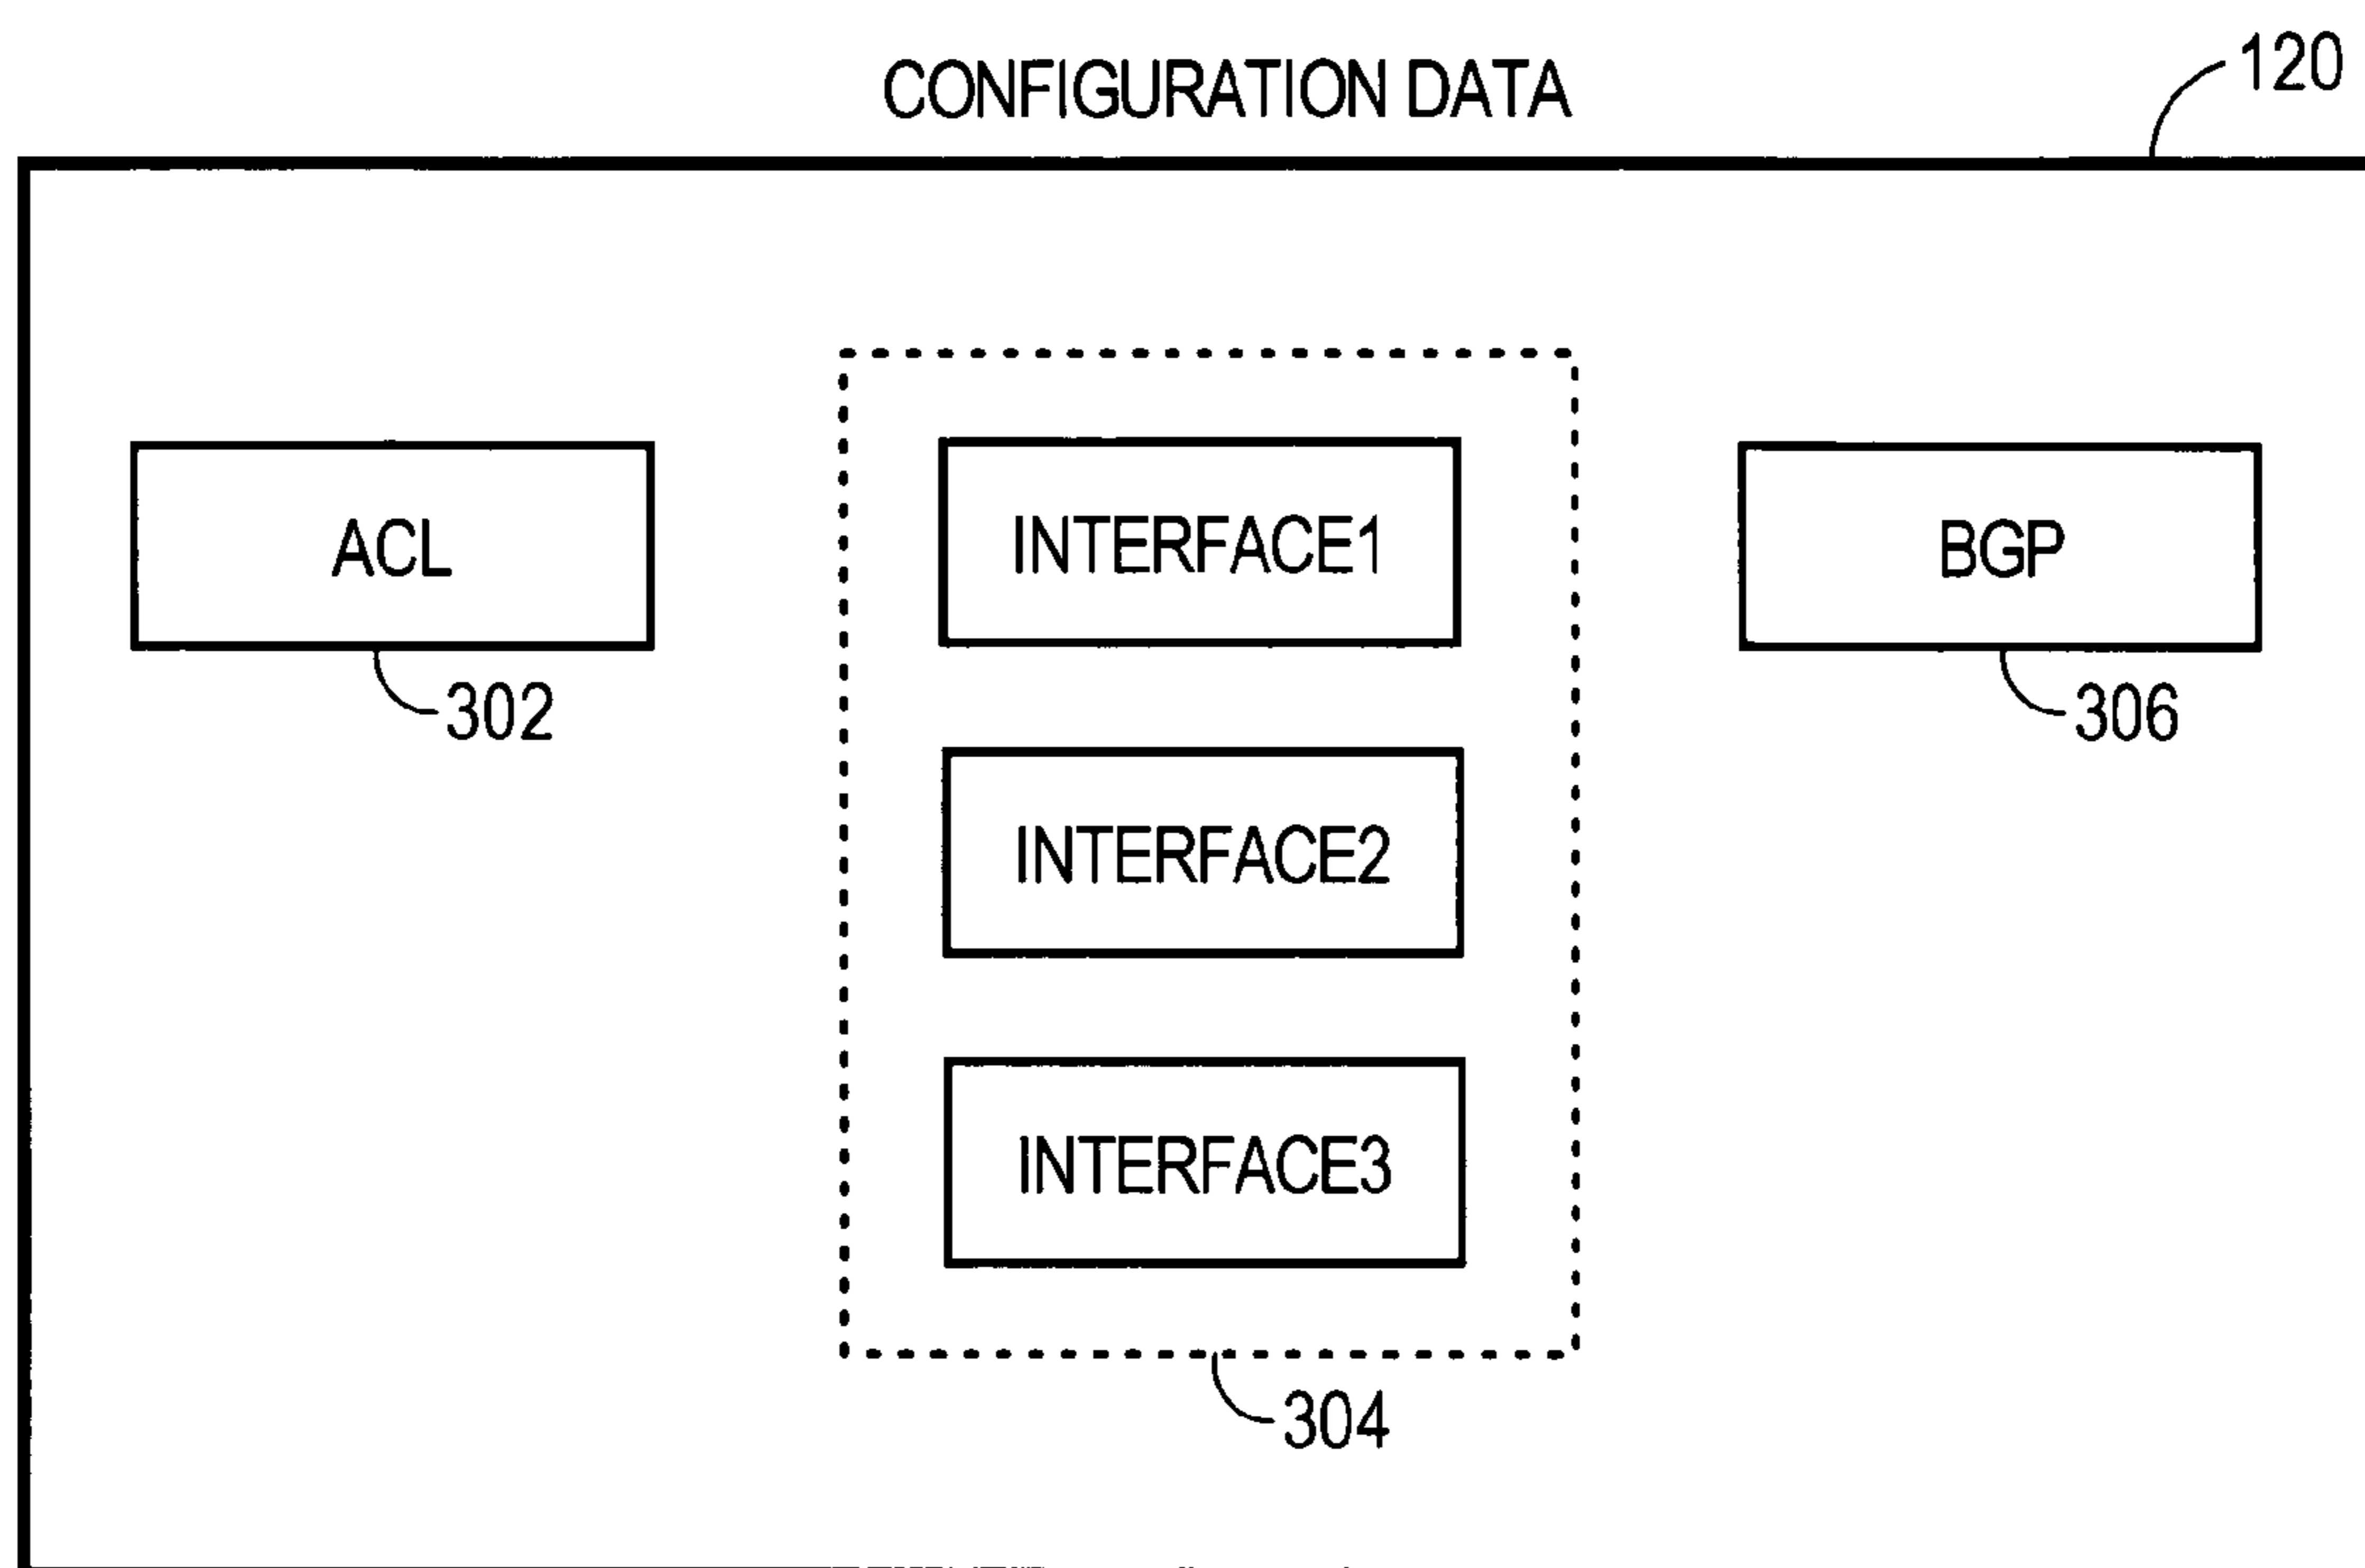 CONFIGURATION DATA
120
ACL
INTERFACE1
BGP
302
306
INTERFACE2
INTERFACE3
304